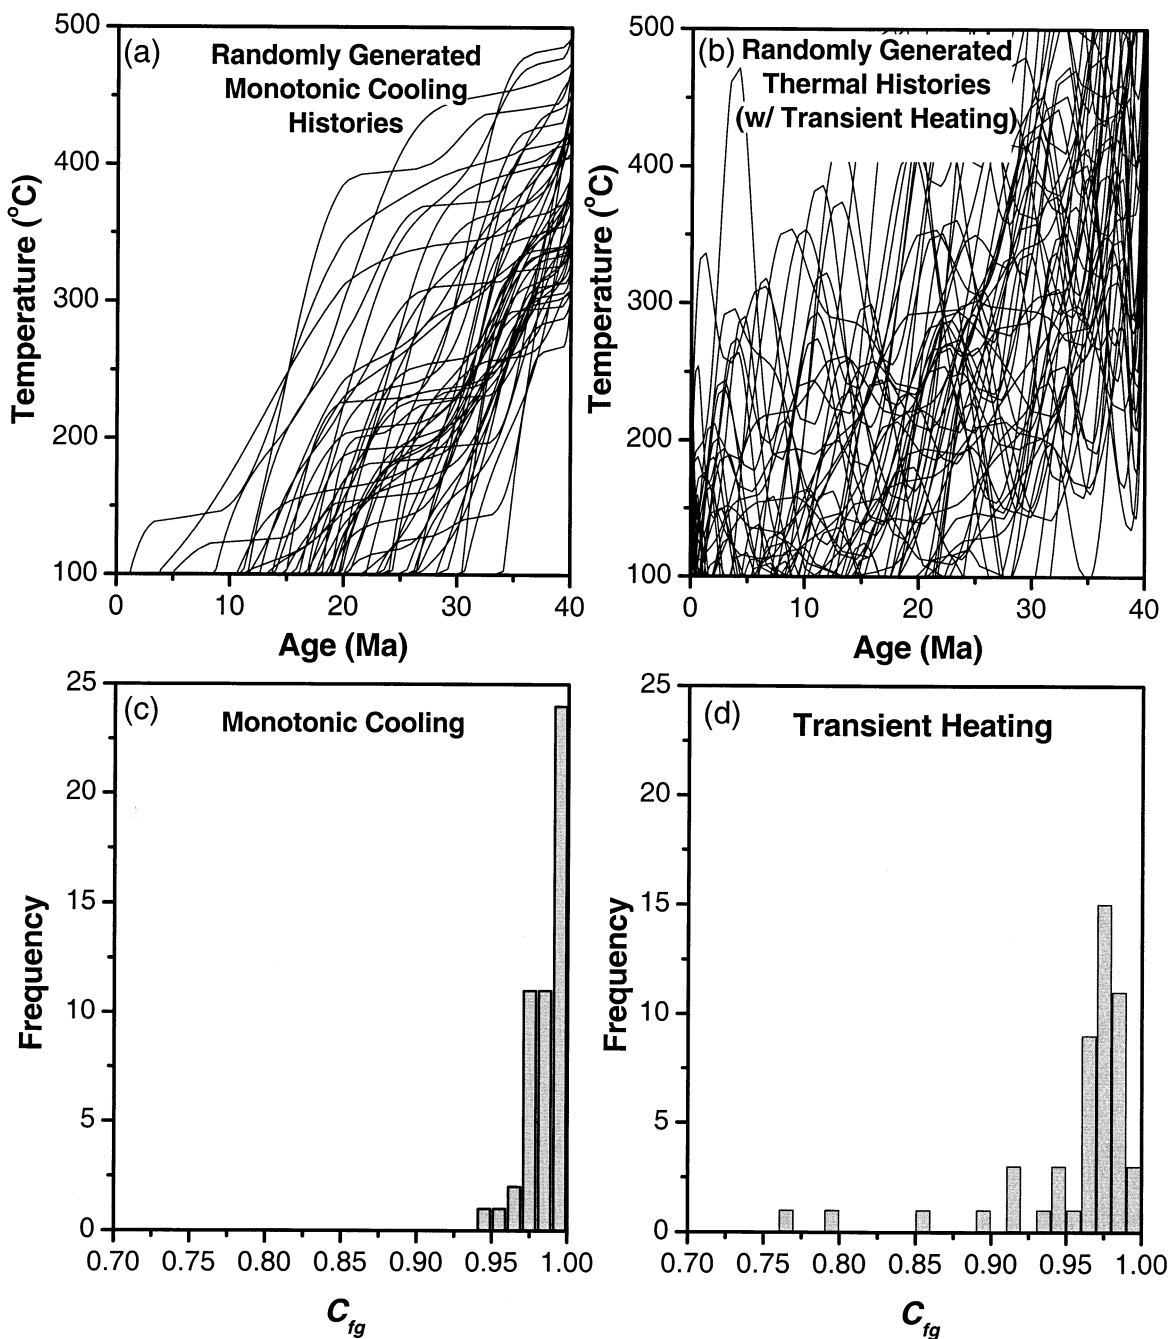 (a)
Randomly Generated
Monotonic Cooling
Histories
500
400
300
200
100
Temperature (oC)
0 10 20 30 40
Age (Ma)
(b)
Randomly Generated
Thermal Histories
(w/ Transient Heating)
500
400
300
200
100
Temperature (oC)
0 10 20 30 40
Age (Ma)
(c)
Monotonic Cooling
25
20
15
10
5
0
Frequency
0.70 0.75 0.80 0.85 0.90 0.95 1.00
Cfg
(d)
Transient Heating
25
20
15
10
5
0
Frequency
0.70 0.75 0.80 0.85 0.90 0.95 1.00
Cfg